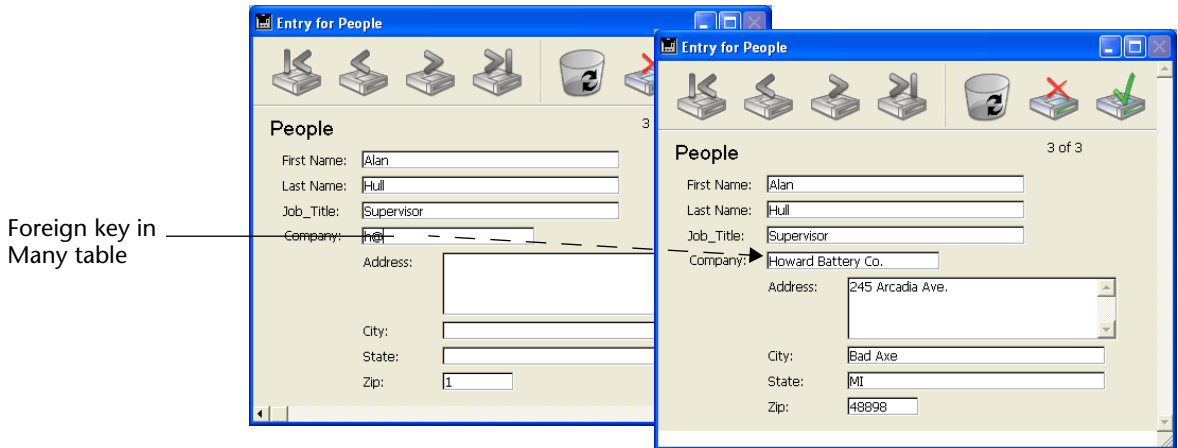 Entry for People
People
3
First Name: Alan
Last Name: Hull
Job_Title: Supervisor
Company: h@
Address:
City:
State:
Zip: 1
Foreign key in
Many table
Entry for People
People
3 of 3
First Name: Alan
Last Name: Hull
Job_Title: Supervisor
Company: Howard Battery Co.
Address: 245 Arcadia Ave.
City: Bad Axe
State: MI
Zip: 48898